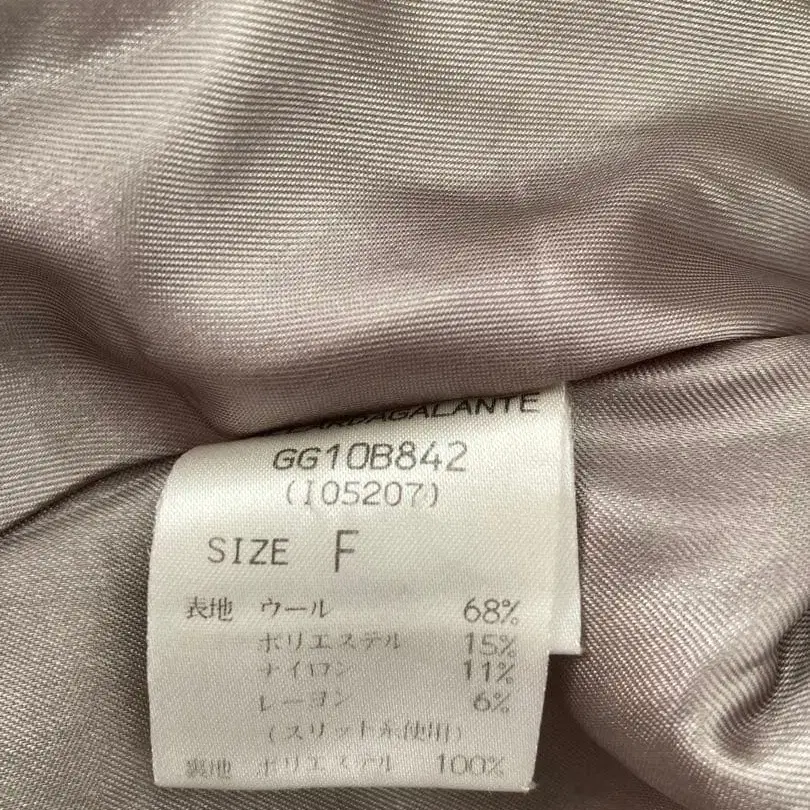 GALLARDAGALANTE
GG10B842
(I05207)
SIZE F
表地 ウール 68%
ポリエステル 15%
ナイロン 11%
レーヨン 6%
(スリット糸使用)
裏地 ポリエステル 100%